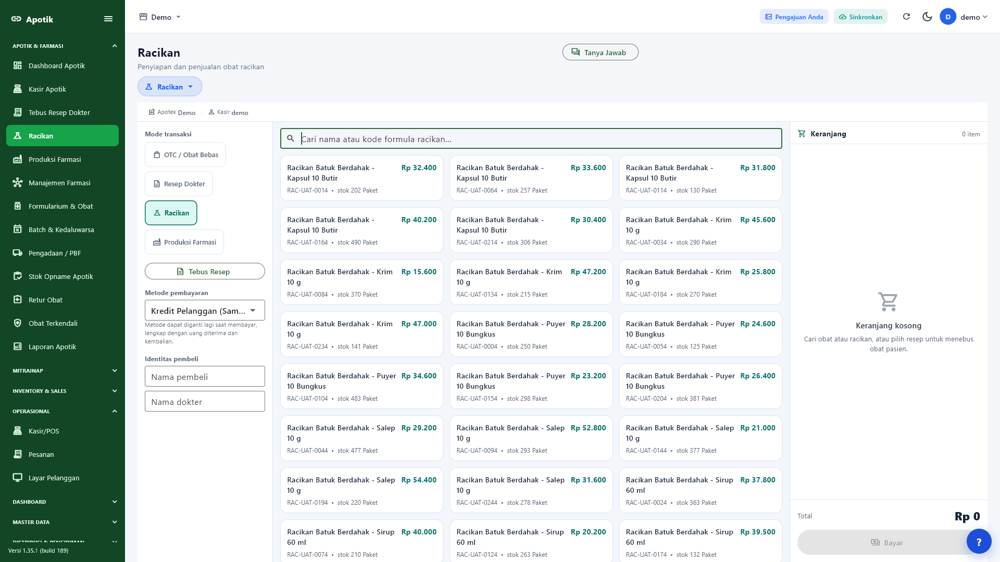 Apotik
APOTIK & FARMASI
Dashboard Apotik
Kasir Apotik
Tebus Resep Dokter
Racikan
Produksi Farmasi
Manajemen Farmasi
Formularium & Obat
Batch & Kedaluwarsa
Pengadaan / PBF
Stok Opname Apotik
Retur Obat
Obat Terkendali
Laporan Apotik
MITRAINAP
INVENTORY & SALES
OPERASIONAL
Kasir/POS
Pesanan
Layar Pelanggan
DASHBOARD
MASTER DATA
DISTRIBUSI & PENGIRIMAN
Versi 1.35.1 (build 189)
Demo
Pengajuan Anda
Sinkronkan
D
demo
Racikan
Penyiapan dan penjualan obat racikan
Tanya Jawab
Racikan
Apotek Demo · Kasir demo
Mode transaksi
OTC / Obat Bebas
Resep Dokter
Racikan
Produksi Farmasi
Tebus Resep
Metode pembayaran
Kredit Pelanggan (Sam...
Metode dapat diganti lagi saat membayar,
lengkap dengan uang diterima dan
kembalian.
Identitas pembeli
Nama pembeli
Nama dokter
Cari nama atau kode formula racikan...
Racikan Batuk Berdahak - Rp 32.400
Kapsul 10 Butir
RAC-UAT-0014 • stok 202 Paket
Racikan Batuk Berdahak - Rp 33.600
Kapsul 10 Butir
RAC-UAT-0064 • stok 257 Paket
Racikan Batuk Berdahak - Rp 31.800
Kapsul 10 Butir
RAC-UAT-0114 • stok 130 Paket
Racikan Batuk Berdahak - Rp 40.200
Kapsul 10 Butir
RAC-UAT-0164 • stok 490 Paket
Racikan Batuk Berdahak - Rp 30.400
Kapsul 10 Butir
RAC-UAT-0214 • stok 306 Paket
Racikan Batuk Berdahak - Krim Rp 45.600
10 g
RAC-UAT-0034 • stok 290 Paket
Racikan Batuk Berdahak - Krim Rp 15.600
10 g
RAC-UAT-0084 • stok 370 Paket
Racikan Batuk Berdahak - Krim Rp 47.200
10 g
RAC-UAT-0134 • stok 215 Paket
Racikan Batuk Berdahak - Krim Rp 25.800
10 g
RAC-UAT-0184 • stok 270 Paket
Racikan Batuk Berdahak - Krim Rp 47.000
10 g
RAC-UAT-0234 • stok 141 Paket
Racikan Batuk Berdahak - Puyer Rp 28.200
10 Bungkus
RAC-UAT-0004 • stok 250 Paket
Racikan Batuk Berdahak - Puyer Rp 24.600
10 Bungkus
RAC-UAT-0054 • stok 125 Paket
Racikan Batuk Berdahak - Puyer Rp 34.600
10 Bungkus
RAC-UAT-0104 • stok 483 Paket
Racikan Batuk Berdahak - Puyer Rp 23.200
10 Bungkus
RAC-UAT-0154 • stok 298 Paket
Racikan Batuk Berdahak - Puyer Rp 26.400
10 Bungkus
RAC-UAT-0204 • stok 381 Paket
Racikan Batuk Berdahak - Salep Rp 29.200
10 g
RAC-UAT-0044 • stok 477 Paket
Racikan Batuk Berdahak - Salep Rp 52.800
10 g
RAC-UAT-0094 • stok 293 Paket
Racikan Batuk Berdahak - Salep Rp 21.000
10 g
RAC-UAT-0144 • stok 377 Paket
Racikan Batuk Berdahak - Salep Rp 54.400
10 g
RAC-UAT-0194 • stok 220 Paket
Racikan Batuk Berdahak - Salep Rp 31.600
10 g
RAC-UAT-0244 • stok 278 Paket
Racikan Batuk Berdahak - Sirup Rp 37.800
60 ml
RAC-UAT-0024 • stok 363 Paket
Racikan Batuk Berdahak - Sirup Rp 40.000
60 ml
RAC-UAT-0074 • stok 210 Paket
Racikan Batuk Berdahak - Sirup Rp 20.200
60 ml
RAC-UAT-0124 • stok 263 Paket
Racikan Batuk Berdahak - Sirup Rp 39.500
60 ml
RAC-UAT-0174 • stok 132 Paket
Keranjang
0 item
Keranjang kosong
Cari obat atau racikan, atau pilih resep untuk menebus
obat pasien.
Total
Rp 0
Bayar
?